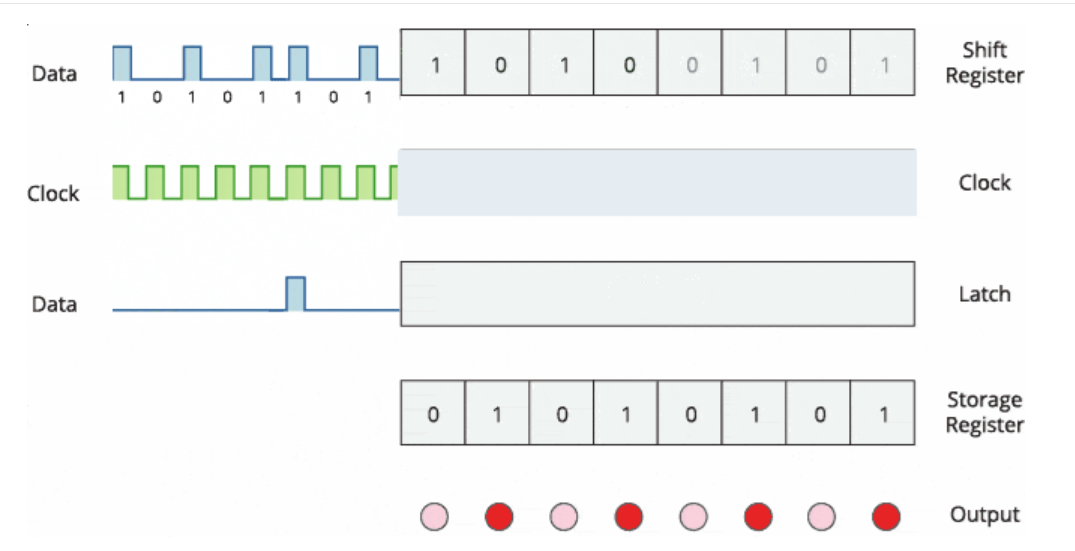 Data
1 0 1 0 1 1 0 1
1 0 1 0 0 1 0 1
Shift
Register
Clock
Clock
Data
Latch
0 1 0 1 0 1 0 1
Storage
Register
Output